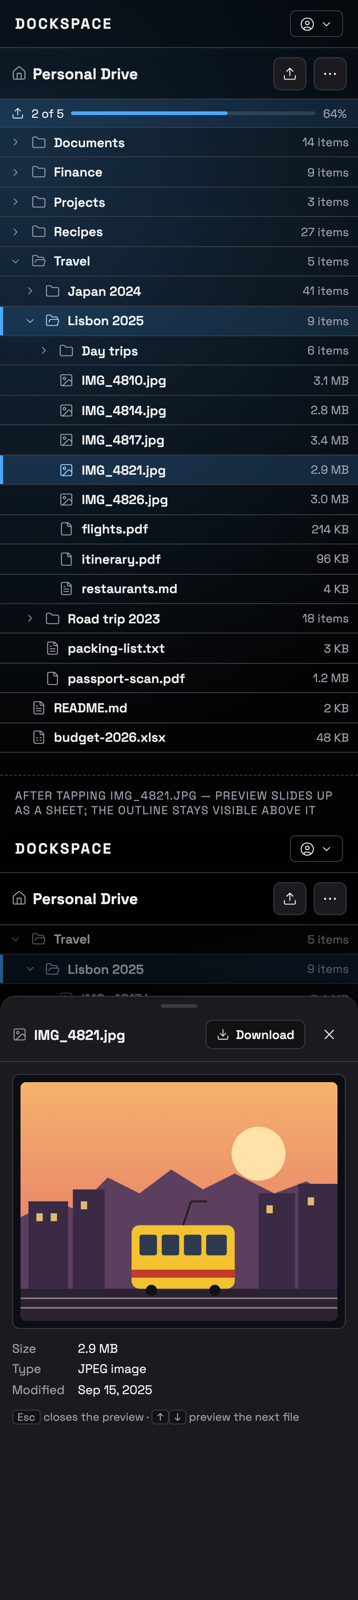 DOCKSPACE
Personal Drive
2 of 5 64%
Documents 14 items
Finance 9 items
Projects 3 items
Recipes 27 items
Travel 5 items
Japan 2024 41 items
Lisbon 2025 9 items
Day trips 6 items
IMG_4810.jpg 3.1 MB
IMG_4814.jpg 2.8 MB
IMG_4817.jpg 3.4 MB
IMG_4821.jpg 2.9 MB
IMG_4826.jpg 3.0 MB
flights.pdf 214 KB
itinerary.pdf 96 KB
restaurants.md 4 KB
Road trip 2023 18 items
packing-list.txt 3 KB
passport-scan.pdf 1.2 MB
README.md 2 KB
budget-2026.xlsx 48 KB
AFTER TAPPING IMG_4821.JPG — PREVIEW SLIDES UP
AS A SHEET; THE OUTLINE STAYS VISIBLE ABOVE IT
DOCKSPACE
Personal Drive
Travel 5 items
Lisbon 2025 9 items
IMG_4821.jpg Download
Size 2.9 MB
Type JPEG image
Modified Sep 15, 2025
Esc closes the preview · ↑ ↓ preview the next file